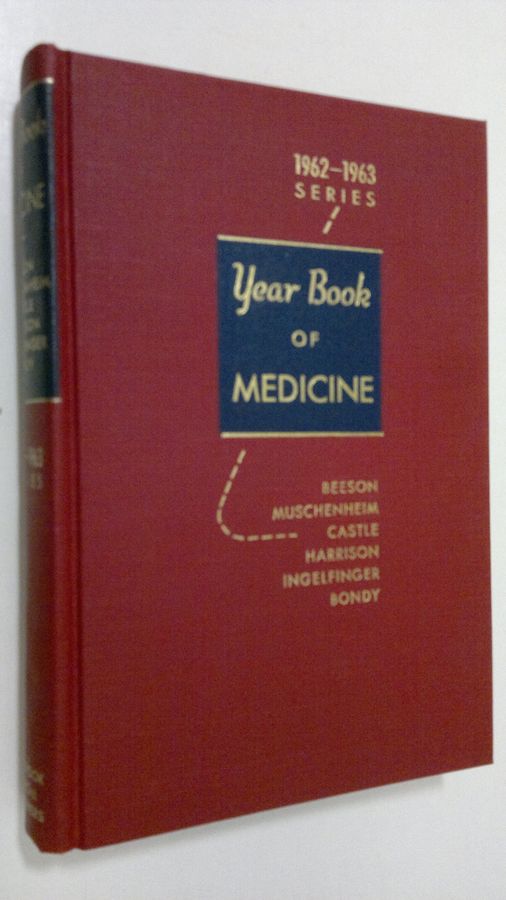 1962–1963
SERIES
Year Book
OF
MEDICINE
BEESON
MUSCHENHEIM
CASTLE
HARRISON
INGELFINGER
BONDY